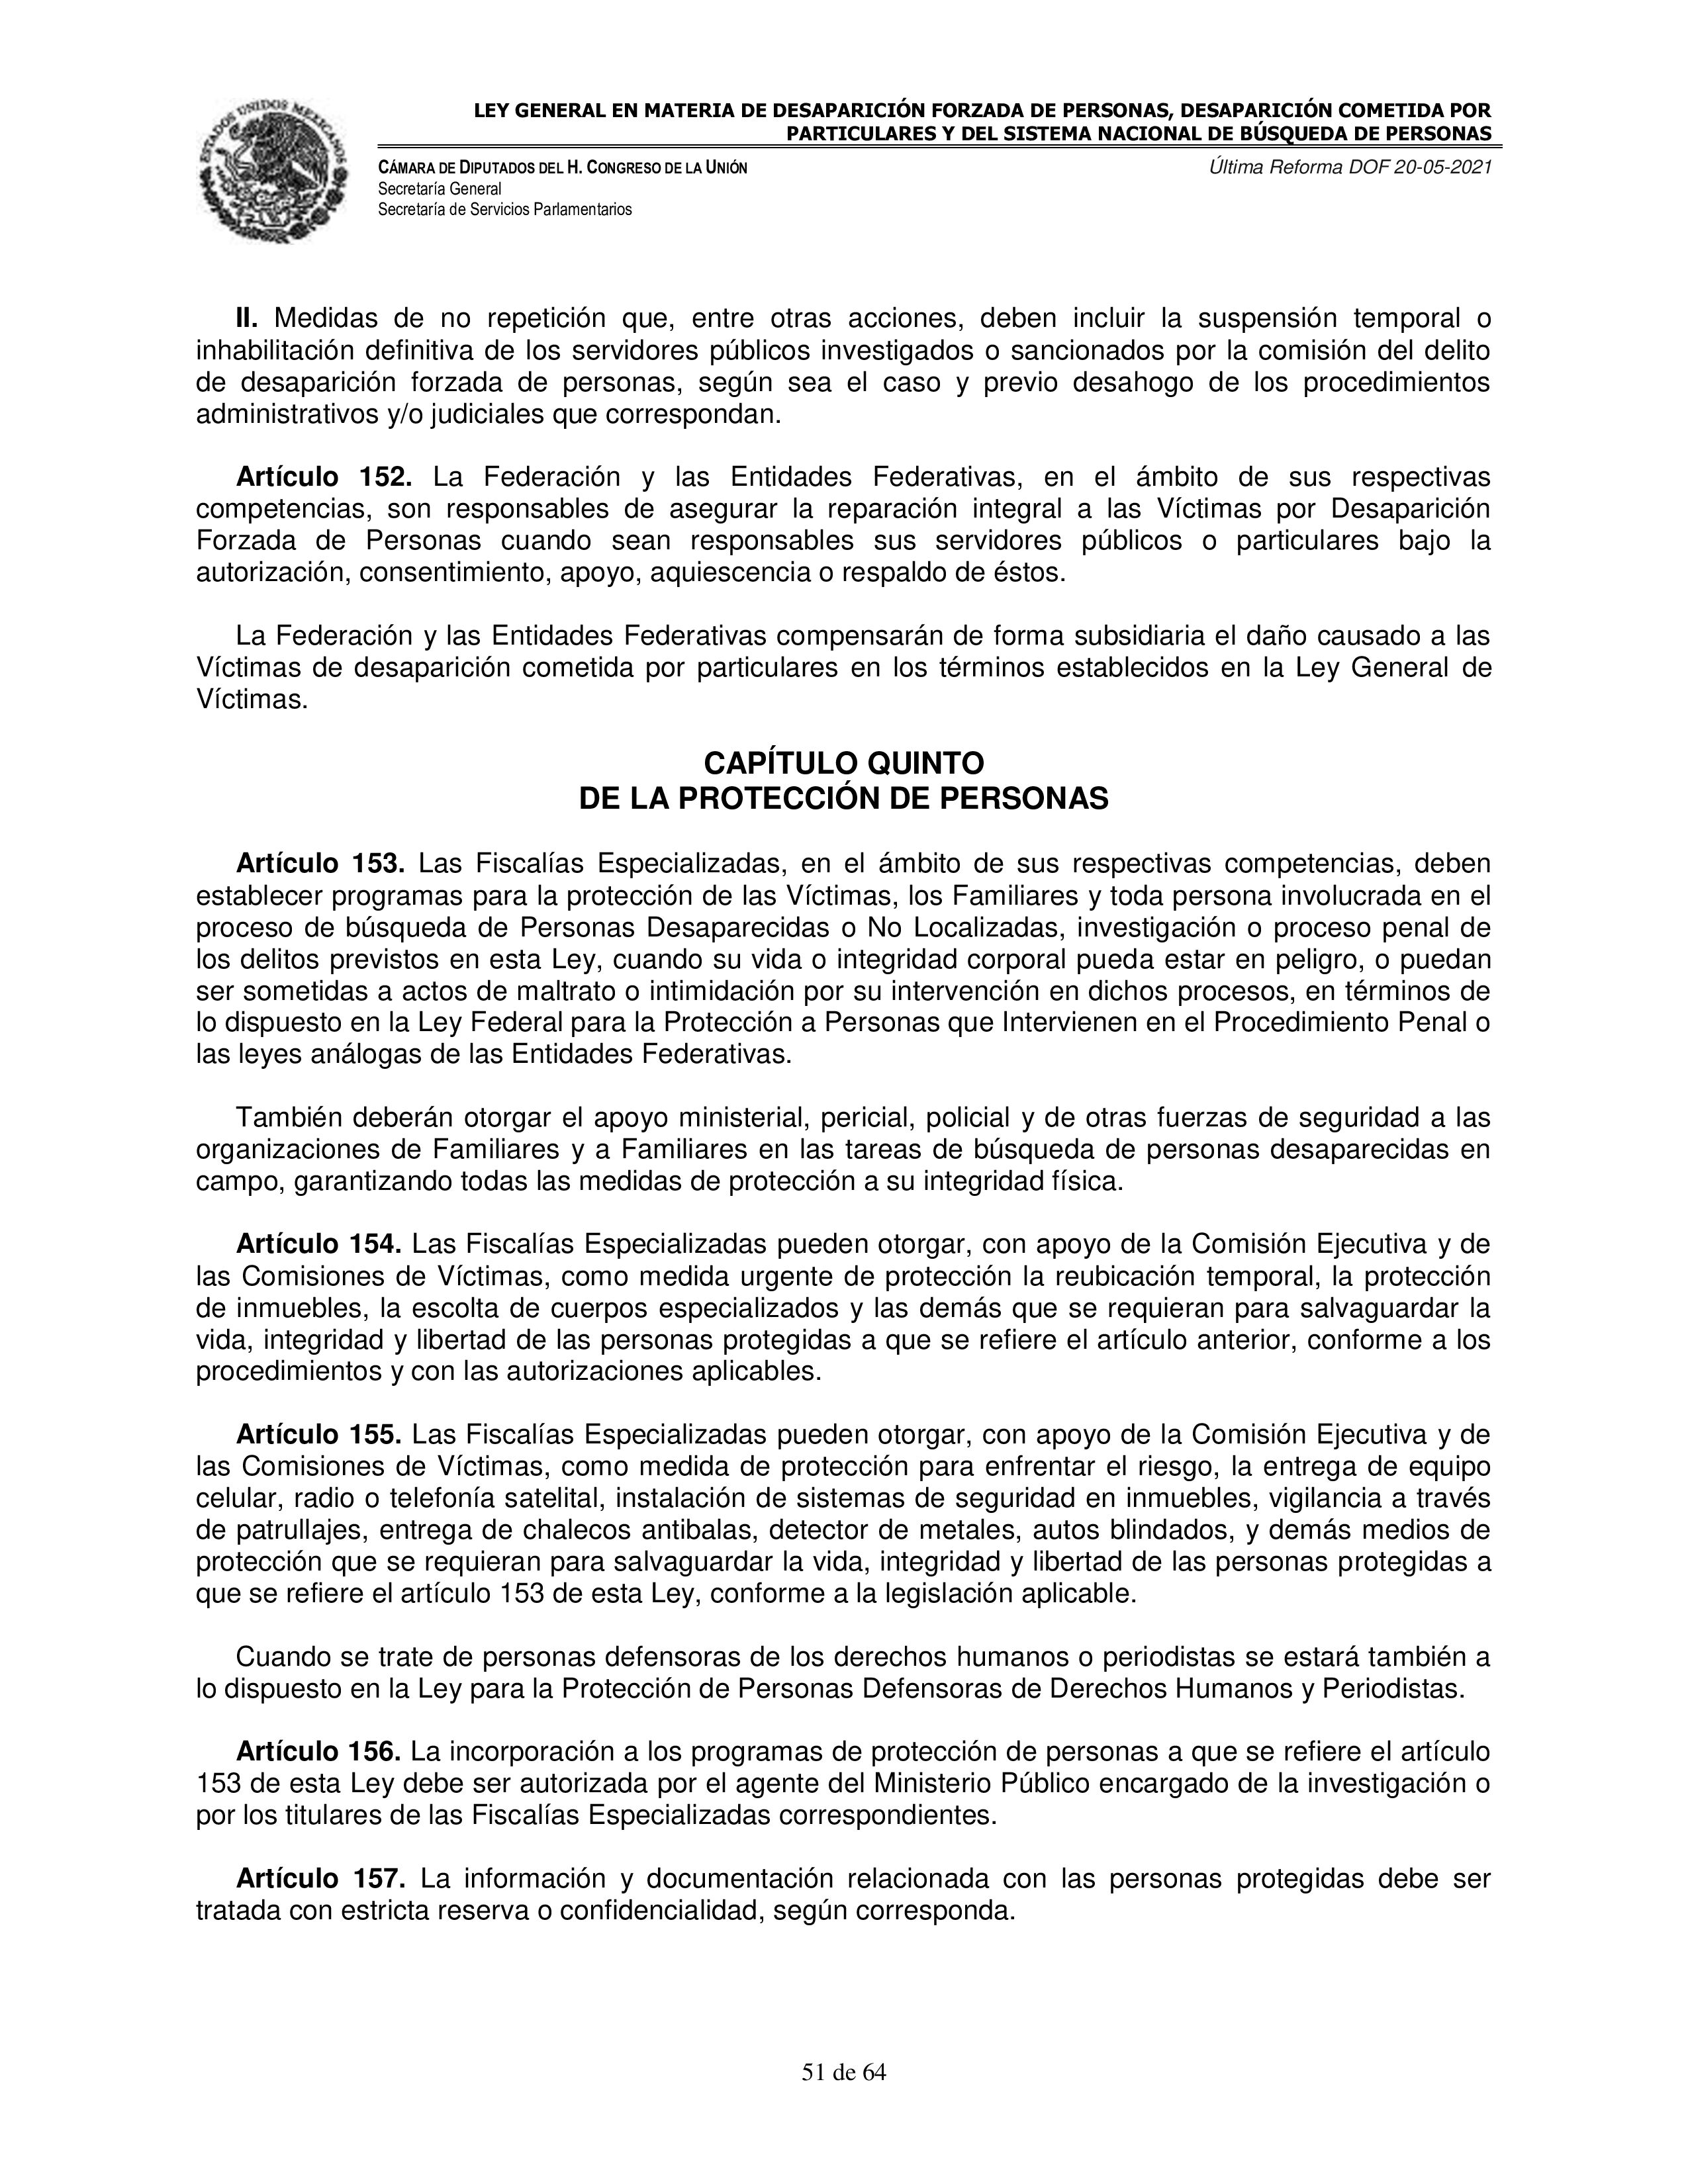 ESTADOS UNIDOS MEXICANOS
LEY GENERAL EN MATERIA DE DESAPARICIÓN FORZADA DE PERSONAS, DESAPARICIÓN COMETIDA POR
PARTICULARES Y DEL SISTEMA NACIONAL DE BÚSQUEDA DE PERSONAS
CÁMARA DE DIPUTADOS DEL H. CONGRESO DE LA UNIÓN
Última Reforma DOF 20-05-2021
Secretaría General
Secretaría de Servicios Parlamentarios
II. Medidas de no repetición que, entre otras acciones, deben incluir la suspensión temporal o
inhabilitación definitiva de los servidores públicos investigados o sancionados por la comisión del delito
de desaparición forzada de personas, según sea el caso y previo desahogo de los procedimientos
administrativos y/o judiciales que correspondan.
Artículo 152. La Federación y las Entidades Federativas, en el ámbito de sus respectivas
competencias, son responsables de asegurar la reparación integral a las Víctimas por Desaparición
Forzada de Personas cuando sean responsables sus servidores públicos o particulares bajo la
autorización, consentimiento, apoyo, aquiescencia o respaldo de éstos.
La Federación y las Entidades Federativas compensarán de forma subsidiaria el daño causado a las
Víctimas de desaparición cometida por particulares en los términos establecidos en la Ley General de
Víctimas.
CAPÍTULO QUINTO
DE LA PROTECCIÓN DE PERSONAS
Artículo 153. Las Fiscalías Especializadas, en el ámbito de sus respectivas competencias, deben
establecer programas para la protección de las Víctimas, los Familiares y toda persona involucrada en el
proceso de búsqueda de Personas Desaparecidas o No Localizadas, investigación o proceso penal de
los delitos previstos en esta Ley, cuando su vida o integridad corporal pueda estar en peligro, o puedan
ser sometidas a actos de maltrato o intimidación por su intervención en dichos procesos, en términos de
lo dispuesto en la Ley Federal para la Protección a Personas que Intervienen en el Procedimiento Penal o
las leyes análogas de las Entidades Federativas.
También deberán otorgar el apoyo ministerial, pericial, policial y de otras fuerzas de seguridad a las
organizaciones de Familiares y a Familiares en las tareas de búsqueda de personas desaparecidas en
campo, garantizando todas las medidas de protección a su integridad física.
Artículo 154. Las Fiscalías Especializadas pueden otorgar, con apoyo de la Comisión Ejecutiva y de
las Comisiones de Víctimas, como medida urgente de protección la reubicación temporal, la protección
de inmuebles, la escolta de cuerpos especializados y las demás que se requieran para salvaguardar la
vida, integridad y libertad de las personas protegidas a que se refiere el artículo anterior, conforme a los
procedimientos y con las autorizaciones aplicables.
Artículo 155. Las Fiscalías Especializadas pueden otorgar, con apoyo de la Comisión Ejecutiva y de
las Comisiones de Víctimas, como medida de protección para enfrentar el riesgo, la entrega de equipo
celular, radio o telefonía satelital, instalación de sistemas de seguridad en inmuebles, vigilancia a través
de patrullajes, entrega de chalecos antibalas, detector de metales, autos blindados, y demás medios de
protección que se requieran para salvaguardar la vida, integridad y libertad de las personas protegidas a
que se refiere el artículo 153 de esta Ley, conforme a la legislación aplicable.
Cuando se trate de personas defensoras de los derechos humanos o periodistas se estará también a
lo dispuesto en la Ley para la Protección de Personas Defensoras de Derechos Humanos y Periodistas.
Artículo 156. La incorporación a los programas de protección de personas a que se refiere el artículo
153 de esta Ley debe ser autorizada por el agente del Ministerio Público encargado de la investigación o
por los titulares de las Fiscalías Especializadas correspondientes.
Artículo 157. La información y documentación relacionada con las personas protegidas debe ser
tratada con estricta reserva o confidencialidad, según corresponda.
51 de 64